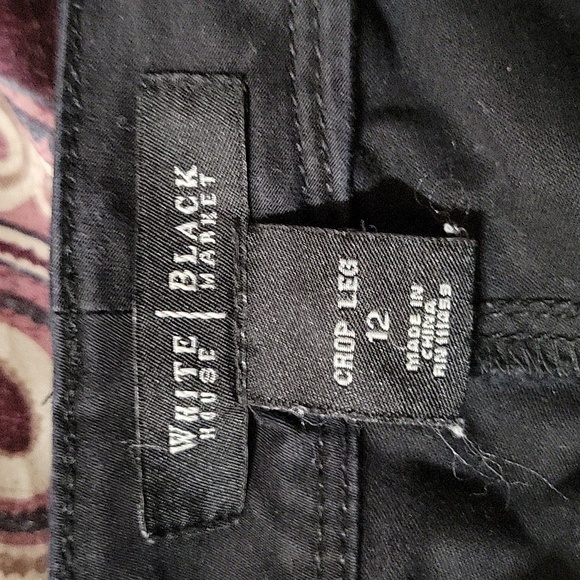 WHITE | BLACK
HOUSE | MARKET
CROP LEG
12
MADE IN
CHINA